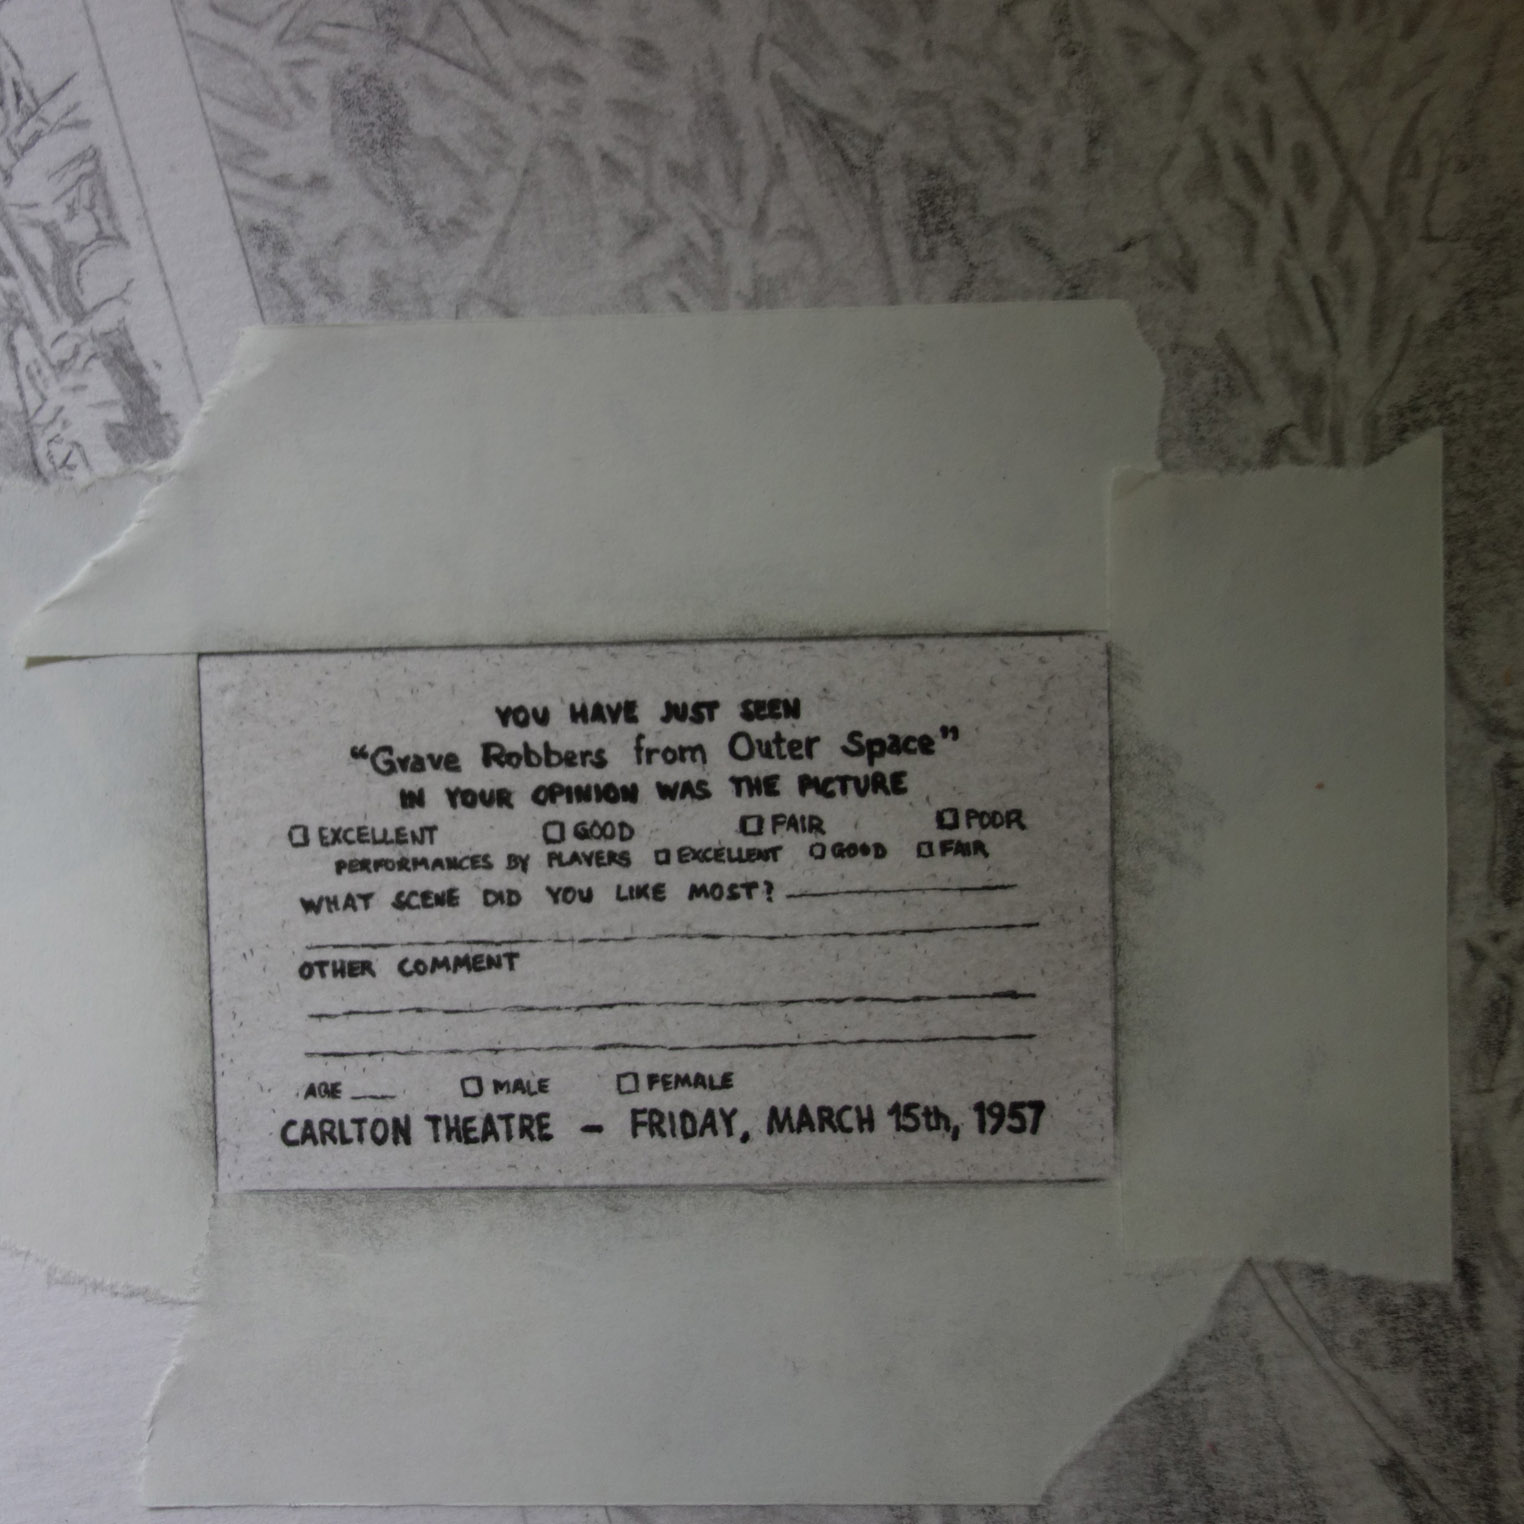 YOU HAVE JUST SEEN
“Grave Robbers from Outer Space”
IN YOUR OPINION WAS THE PICTURE
☐ EXCELLENT ☐ GOOD ☐ FAIR ☐ POOR
PERFORMANCES BY PLAYERS ☐ EXCELLENT ☐ GOOD ☐ FAIR
WHAT SCENE DID YOU LIKE MOST? ____________
OTHER COMMENT
AGE ___ ☐ MALE ☐ FEMALE
CARLTON THEATRE – FRIDAY, MARCH 15th, 1957